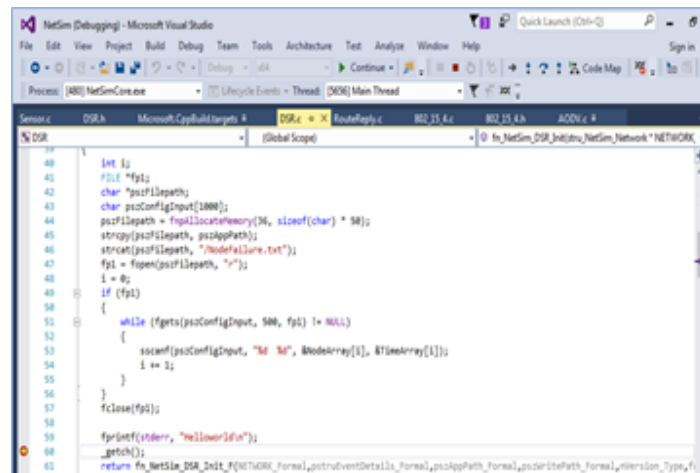 NetSim (Debugging) - Microsoft Visual Studio
Quick Launch (Ctrl+Q)
File Edit View Project Build Debug Team Tools Architecture Test Analyze Window Help Sign in
Debug x64 Continue Code Map
Process: [480] NetSimCore.exe Lifecycle Events Thread: [5656] Main Thread
Sensor.c DSR.h Microsoft.CppBuild.targets DSR.c RouteReply.c 802_15_4.c 802_15_4.h AODV.c
DSR (Global Scope) fn_NetSim_DSR_Init(stru_NetSim_Network * NETWORK_
39 {
40 int i;
41 FILE *fp1;
42 char *pszFilepath;
43 char pszConfigInput[1000];
44 pszFilepath = fnpAllocateMemory(36, sizeof(char) * 50);
45 strcpy(pszFilepath, pszAppPath);
46 strcat(pszFilepath, "/NodeFailure.txt");
47 fp1 = fopen(pszFilepath, "r");
48 i = 0;
49 if (fp1)
50 {
51 while (fgets(pszConfigInput, 500, fp1) != NULL)
52 {
53 sscanf(pszConfigInput, "%d %d", &NodeArray[i], &TimeArray[i]);
54 i += 1;
55 }
56 }
57 fclose(fp1);
58
59 fprintf(stderr, "Helloworld\n");
60 _getch();
61 return fn_NetSim_DSR_Init_F(NETWORK_Formal,pstruEventDetails_Formal,pszAppPath_Formal,pszWritePath_Formal,nVersion_Type,f